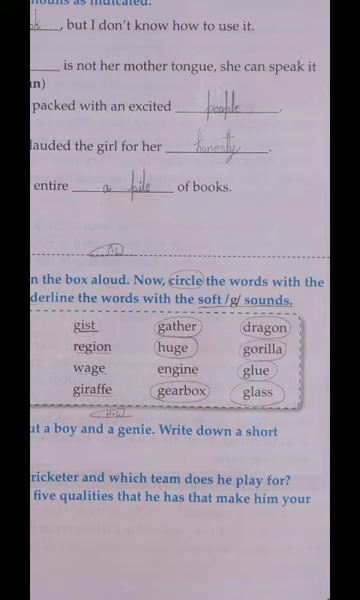 nouns as indicated.
, but I don't know how to use it.
is not her mother tongue, she can speak it
un)
packed with an excited people.
lauded the girl for her honesty.
entire a pile of books.
n the box aloud. Now, circle the words with the
derline the words with the soft /g/ sounds.
gist gather dragon
region huge gorilla
wage engine glue
giraffe gearbox glass
H.W
ut a boy and a genie. Write down a short
ricketer and which team does he play for?
five qualities that he has that make him your